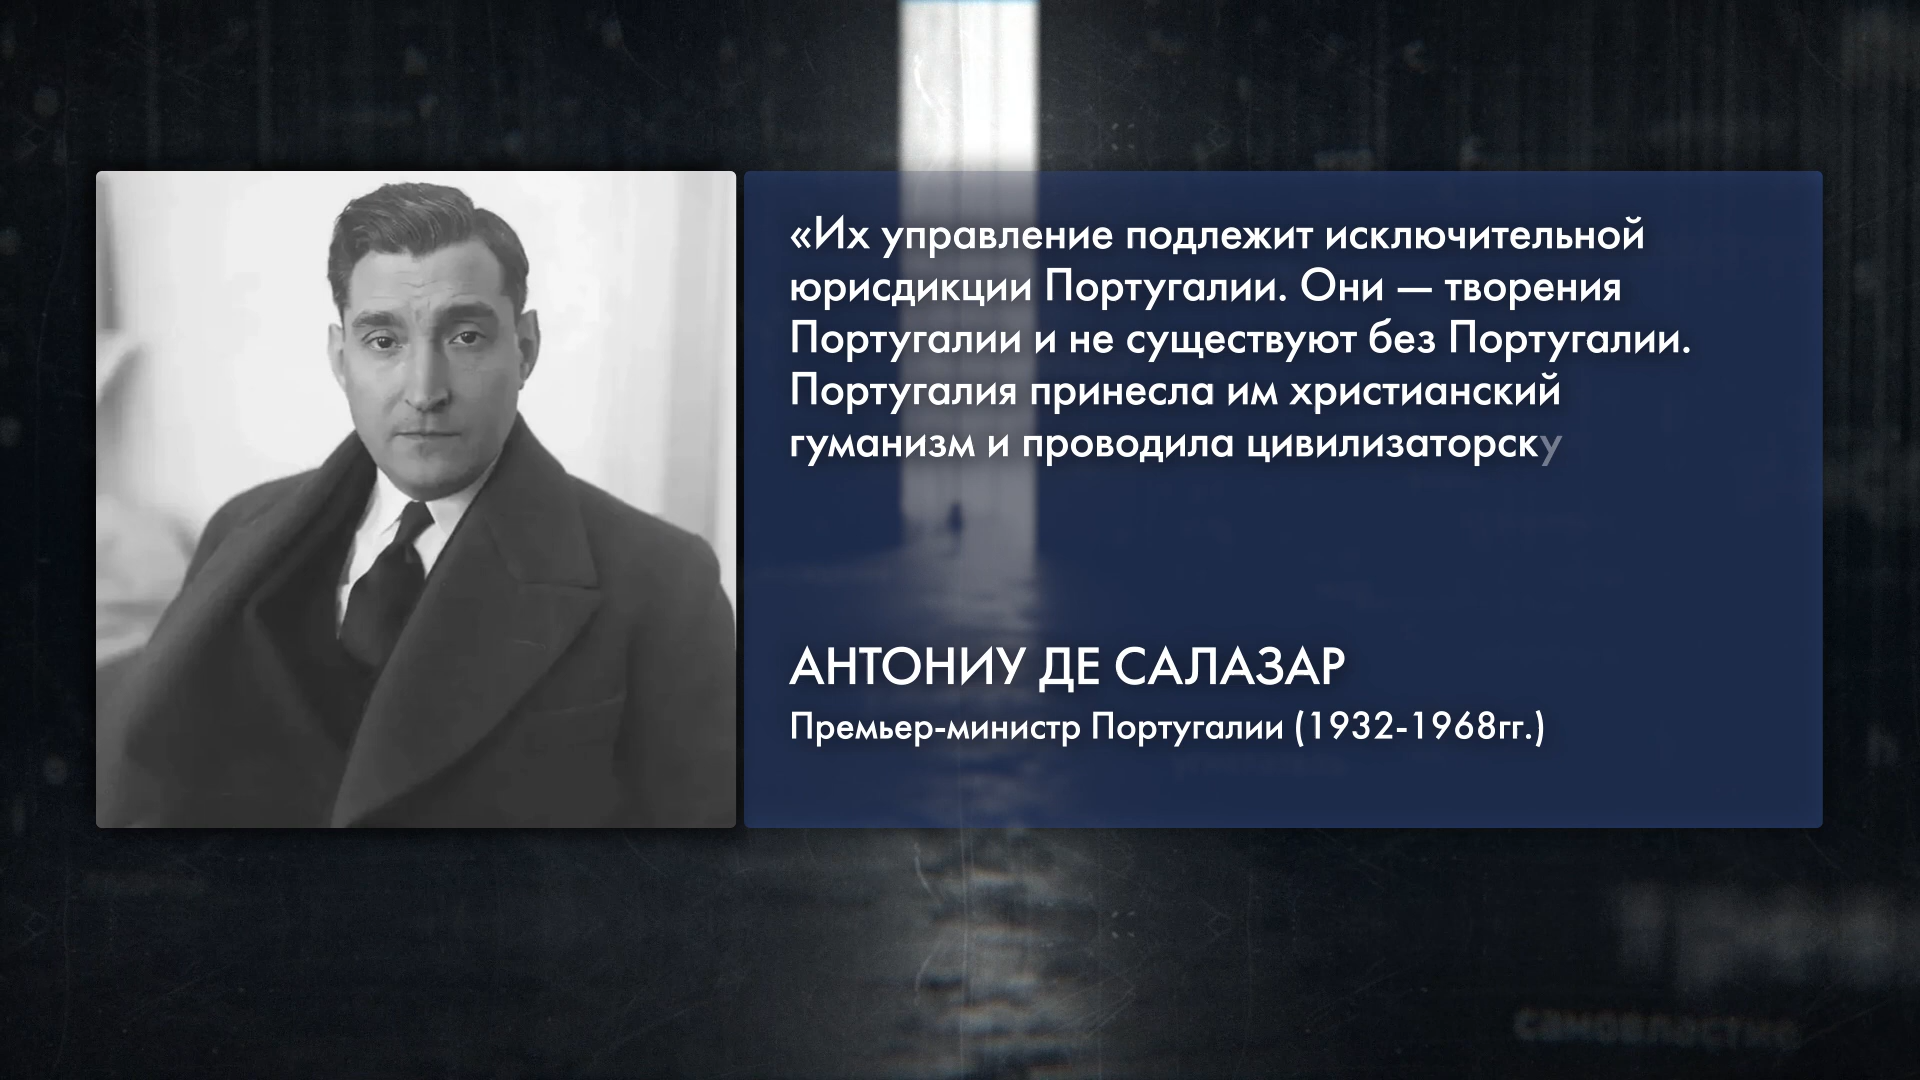 «Их управление подлежит исключительной
юрисдикции Португалии. Они — творения
Португалии и не существуют без Португалии.
Португалия принесла им христианский
гуманизм и проводила цивилизаторску
АНТОНИУ ДЕ САЛАЗАР
Премьер-министр Португалии (1932-1968гг.)
самовластие